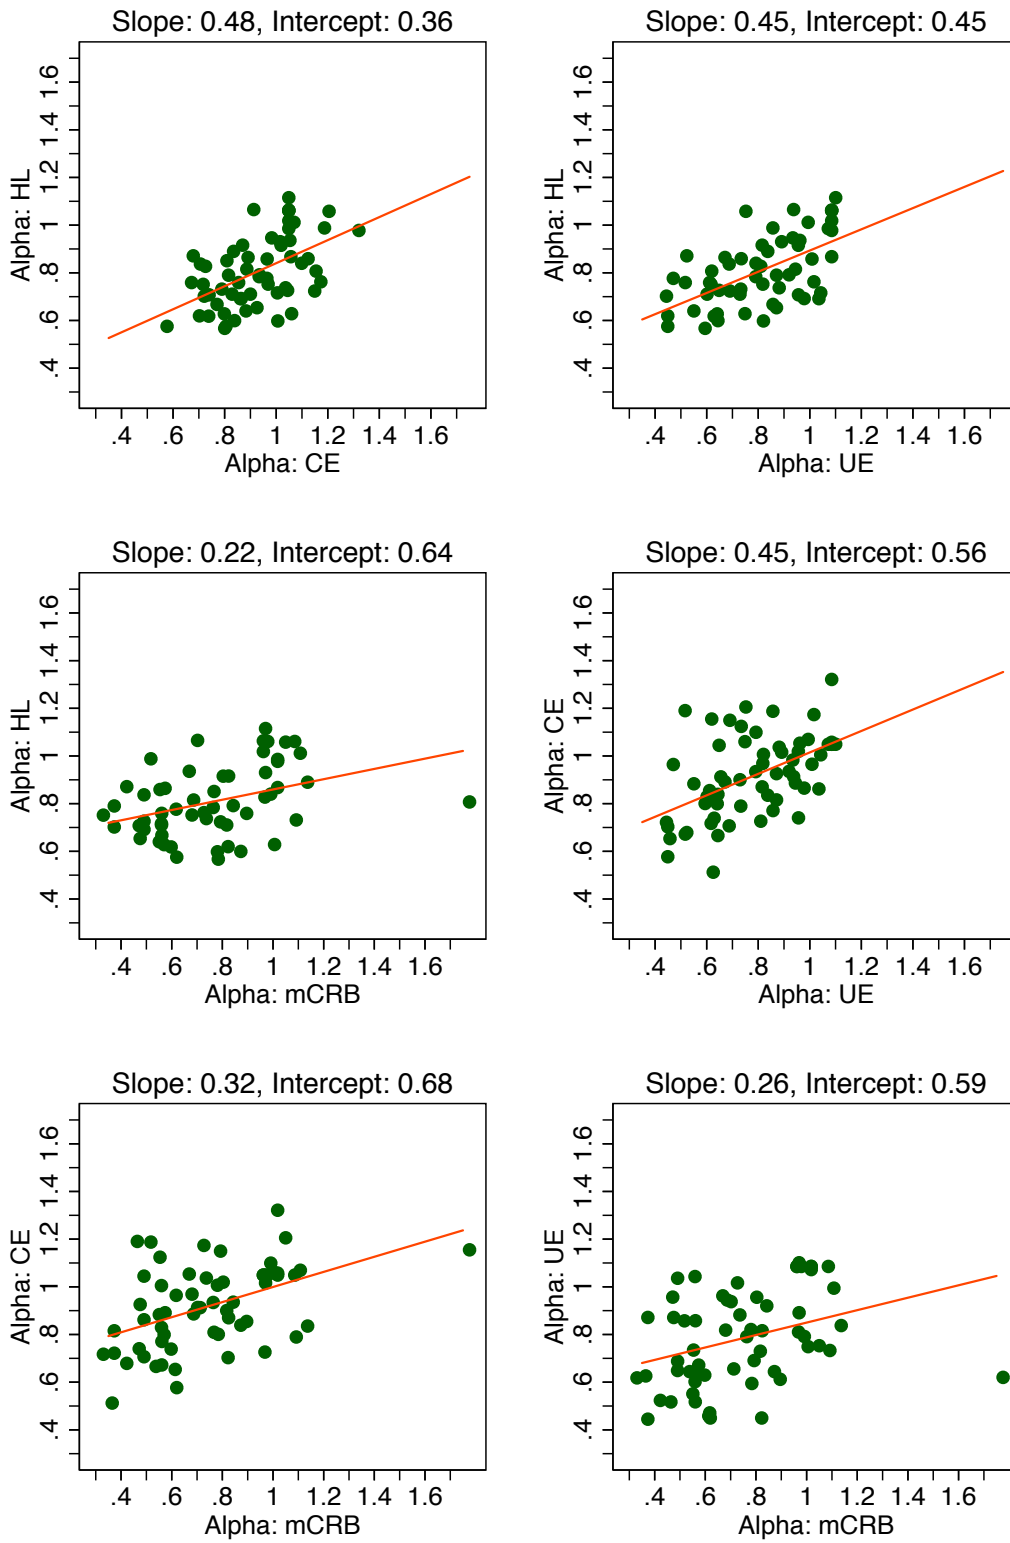 Slope: 0.48, Intercept: 0.36
Alpha: HL
.4 .6 .8 1 1.2 1.4 1.6
.4 .6 .8 1 1.2 1.4 1.6
Alpha: CE
Slope: 0.45, Intercept: 0.45
Alpha: HL
.4 .6 .8 1 1.2 1.4 1.6
.4 .6 .8 1 1.2 1.4 1.6
Alpha: UE
Slope: 0.22, Intercept: 0.64
Alpha: HL
.4 .6 .8 1 1.2 1.4 1.6
.4 .6 .8 1 1.2 1.4 1.6
Alpha: mCRB
Slope: 0.45, Intercept: 0.56
Alpha: CE
.4 .6 .8 1 1.2 1.4 1.6
.4 .6 .8 1 1.2 1.4 1.6
Alpha: UE
Slope: 0.32, Intercept: 0.68
Alpha: CE
.4 .6 .8 1 1.2 1.4 1.6
.4 .6 .8 1 1.2 1.4 1.6
Alpha: mCRB
Slope: 0.26, Intercept: 0.59
Alpha: UE
.4 .6 .8 1 1.2 1.4 1.6
.4 .6 .8 1 1.2 1.4 1.6
Alpha: mCRB